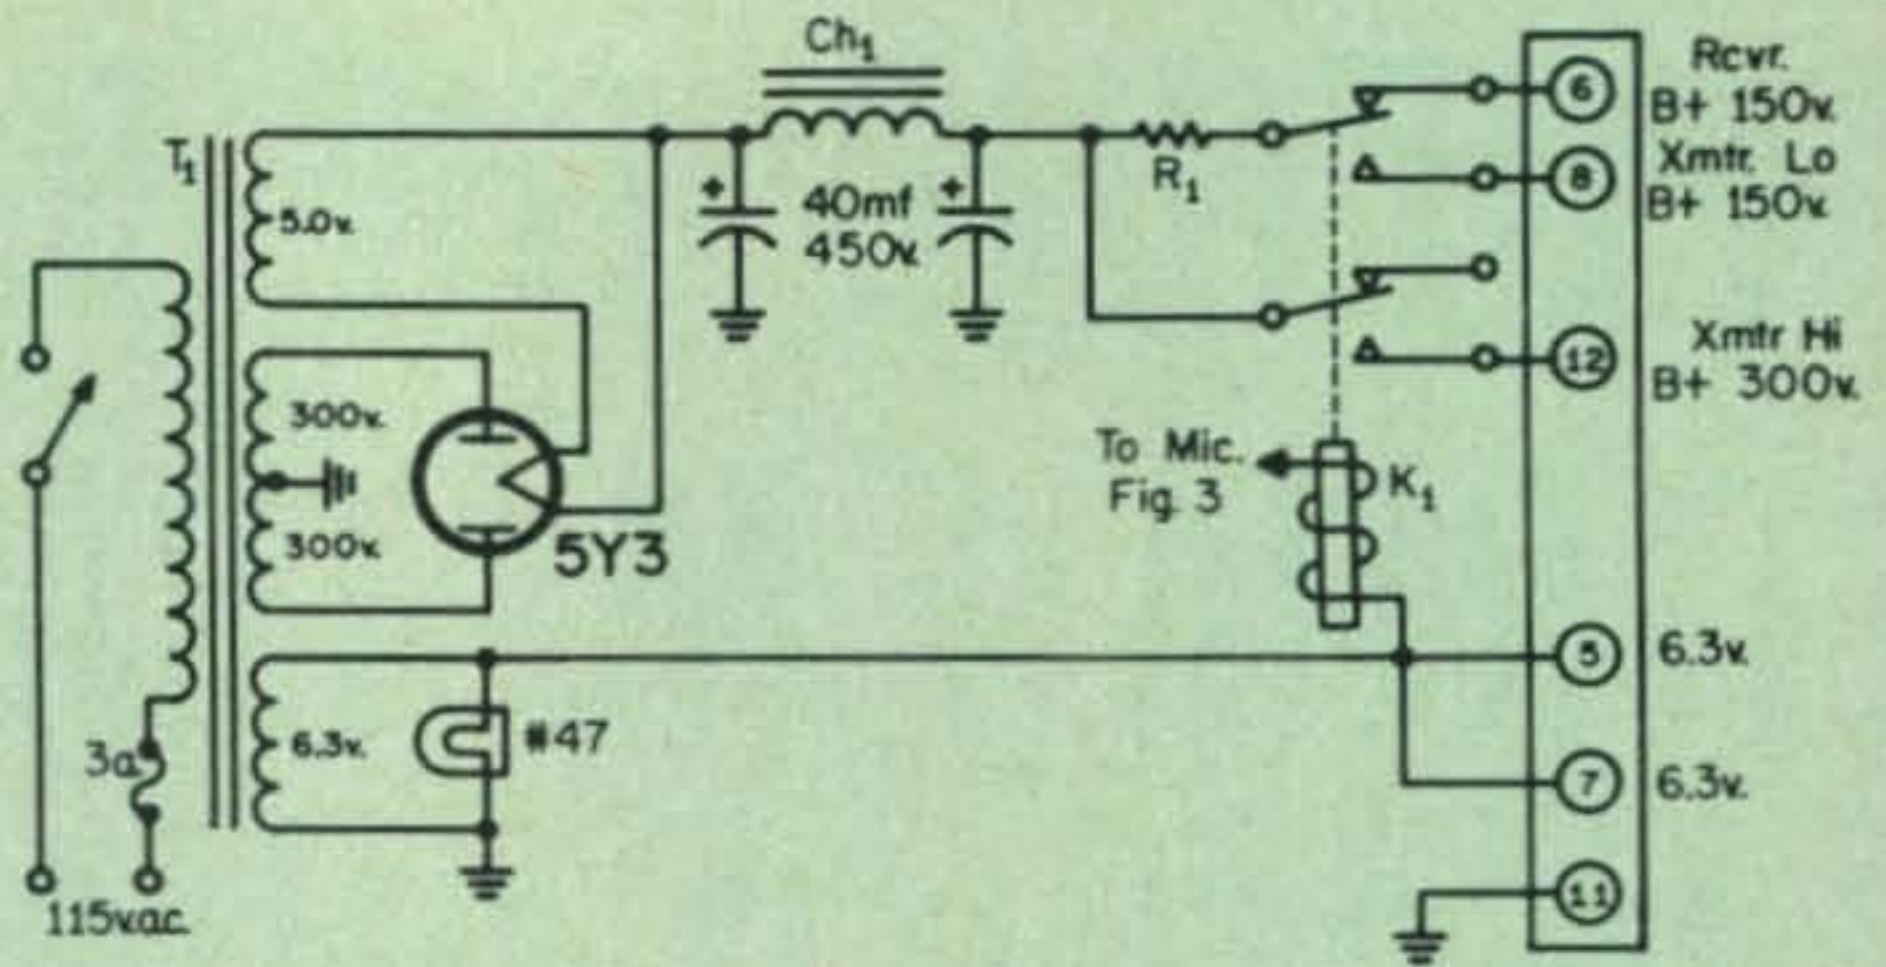 Ch1
T1
5.0v.
40mf
450v.
R1
6
Rcvr.
B+ 150v.
8
Xmtr. Lo
B+ 150v.
12
Xmtr Hi
B+ 300v.
300v.
300v.
5Y3
To Mic.
Fig. 3
K1
5
6.3v.
6.3v.
#47
7
6.3v.
3a
11
115v.ac.